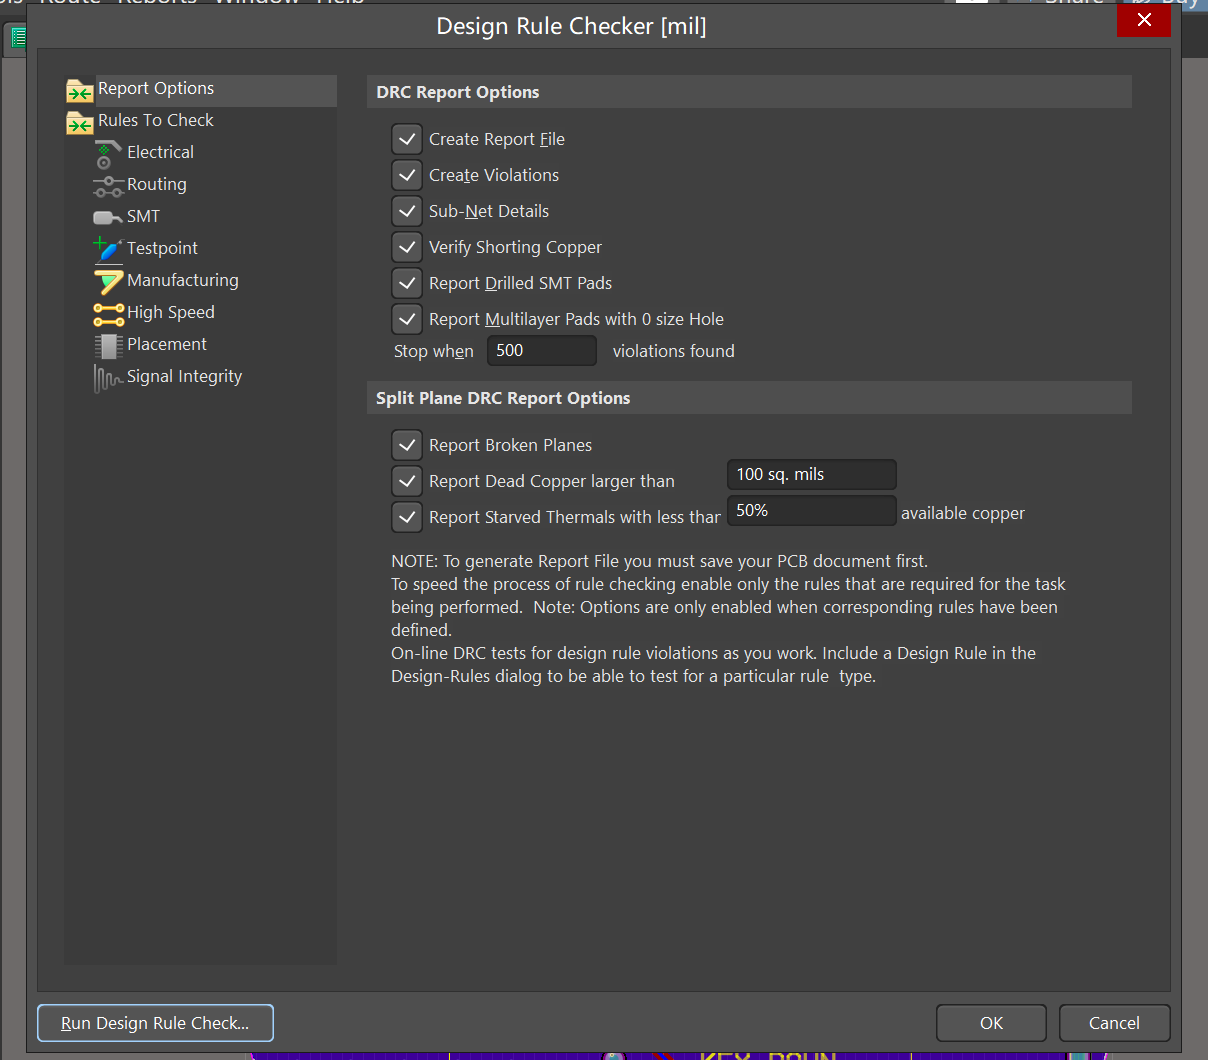 Route Reports Window Help
Share
Buy
Design Rule Checker [mil]
Report Options
Rules To Check
Electrical
Routing
SMT
Testpoint
Manufacturing
High Speed
Placement
Signal Integrity
DRC Report Options
Create Report File
Create Violations
Sub-Net Details
Verify Shorting Copper
Report Drilled SMT Pads
Report Multilayer Pads with 0 size Hole
Stop when 500 violations found
Split Plane DRC Report Options
Report Broken Planes
Report Dead Copper larger than 100 sq. mils
Report Starved Thermals with less than 50% available copper
NOTE: To generate Report File you must save your PCB document first.
To speed the process of rule checking enable only the rules that are required for the task
being performed.  Note: Options are only enabled when corresponding rules have been
defined.
On-line DRC tests for design rule violations as you work. Include a Design Rule in the
Design-Rules dialog to be able to test for a particular rule  type.
Run Design Rule Check...
OK
Cancel